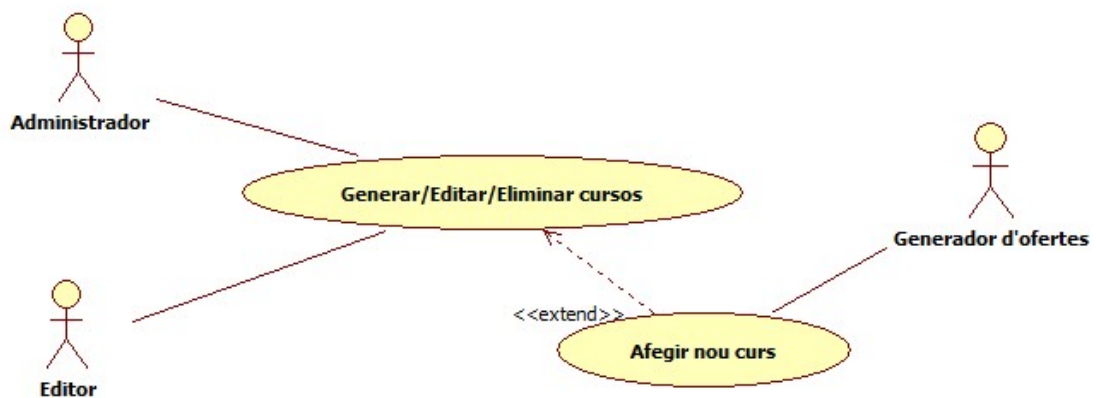 Administrador
Generar/Editar/Eliminar cursos
Generador d'ofertes
<<extend>>
Afegir nou curs
Editor